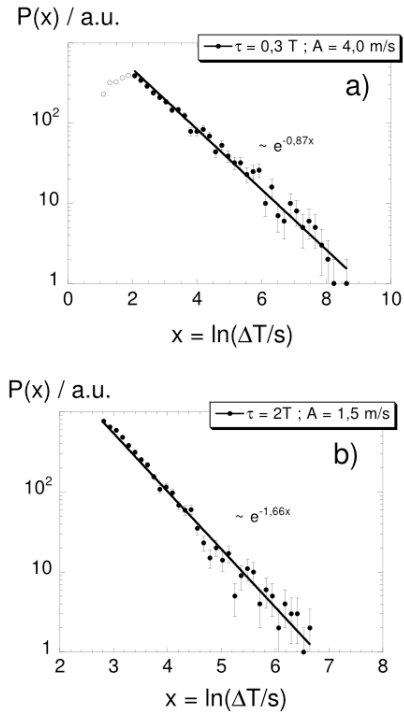 P(x) / a.u.
τ = 0,3 T ; A = 4,0 m/s
a)
10²
~ e⁻⁰,⁸⁷ˣ
10
1
0 2 4 6 8 10
x = ln(ΔT/s)
P(x) / a.u.
τ = 2T ; A = 1,5 m/s
b)
10²
~ e⁻¹,⁶⁶ˣ
10
1
2 3 4 5 6 7 8
x = ln(ΔT/s)